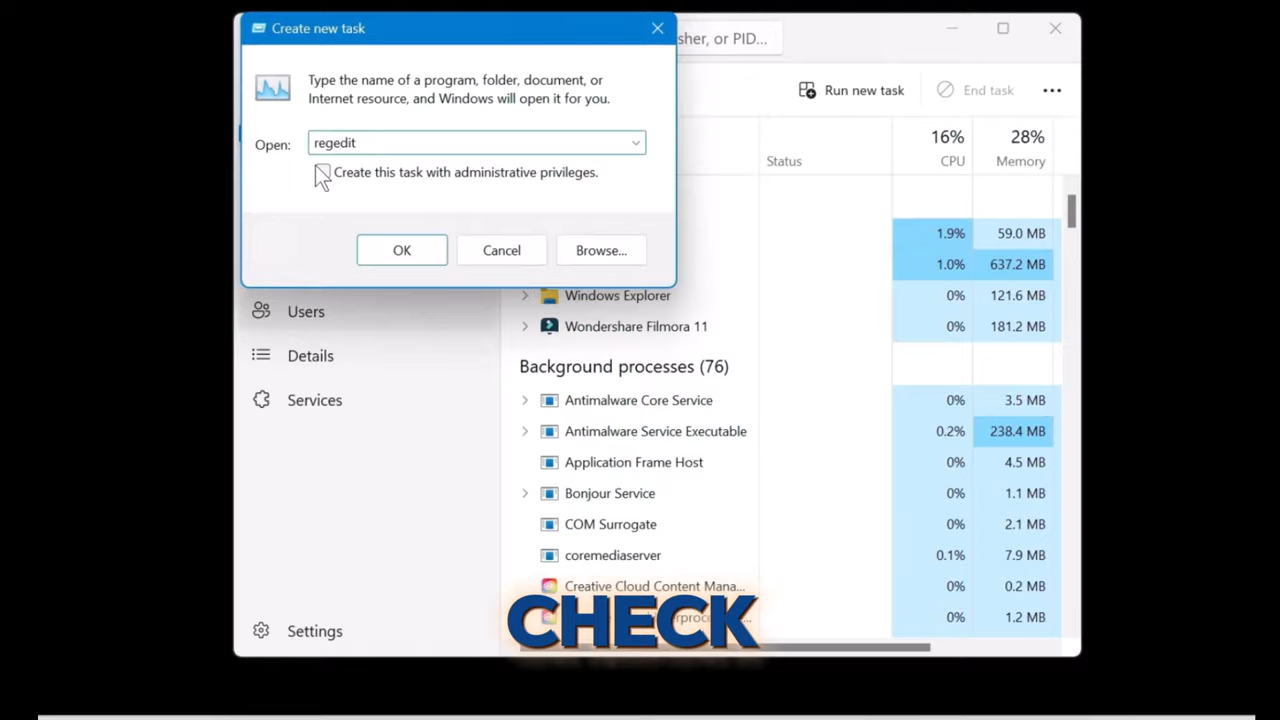 Create new task
sher, or PID...
Type the name of a program, folder, document, or
Internet resource, and Windows will open it for you.
Open: regedit
Create this task with administrative privileges.
OK Cancel Browse...
Run new task End task
16% 28%
Status CPU Memory
1.9% 59.0 MB
1.0% 637.2 MB
Windows Explorer 0% 121.6 MB
Users
Wondershare Filmora 11 0% 181.2 MB
Details
Background processes (76)
Services
Antimalware Core Service 0% 3.5 MB
Antimalware Service Executable 0.2% 238.4 MB
Application Frame Host 0% 4.5 MB
Bonjour Service 0% 1.1 MB
COM Surrogate 0% 2.1 MB
coremediaserver 0.1% 7.9 MB
Creative Cloud Content Mana... 0% 0.2 MB
0% 1.2 MB
CHECK
Settings